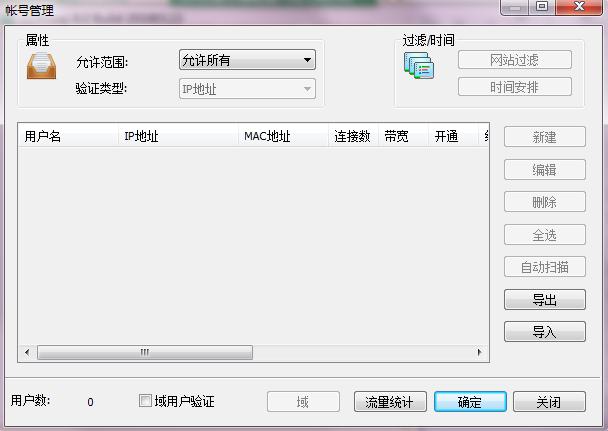 帐号管理
属性
允许范围:
允许所有
验证类型:
IP地址
过滤/时间
网站过滤
时间安排
用户名 IP地址 MAC地址 连接数 带宽 开通
新建
编辑
删除
全选
自动扫描
导出
导入
用户数: 0
域用户验证
域
流量统计
确定
关闭